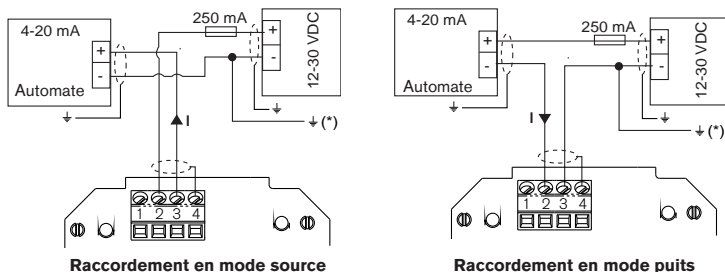 250 mA
4-20 mA
+
-
Automate
+
-
12-30 VDC
I
(*)
1 2 3 4
Raccordement en mode source
250 mA
4-20 mA
+
-
Automate
+
-
12-30 VDC
I
(*)
1 2 3 4
Raccordement en mode puits